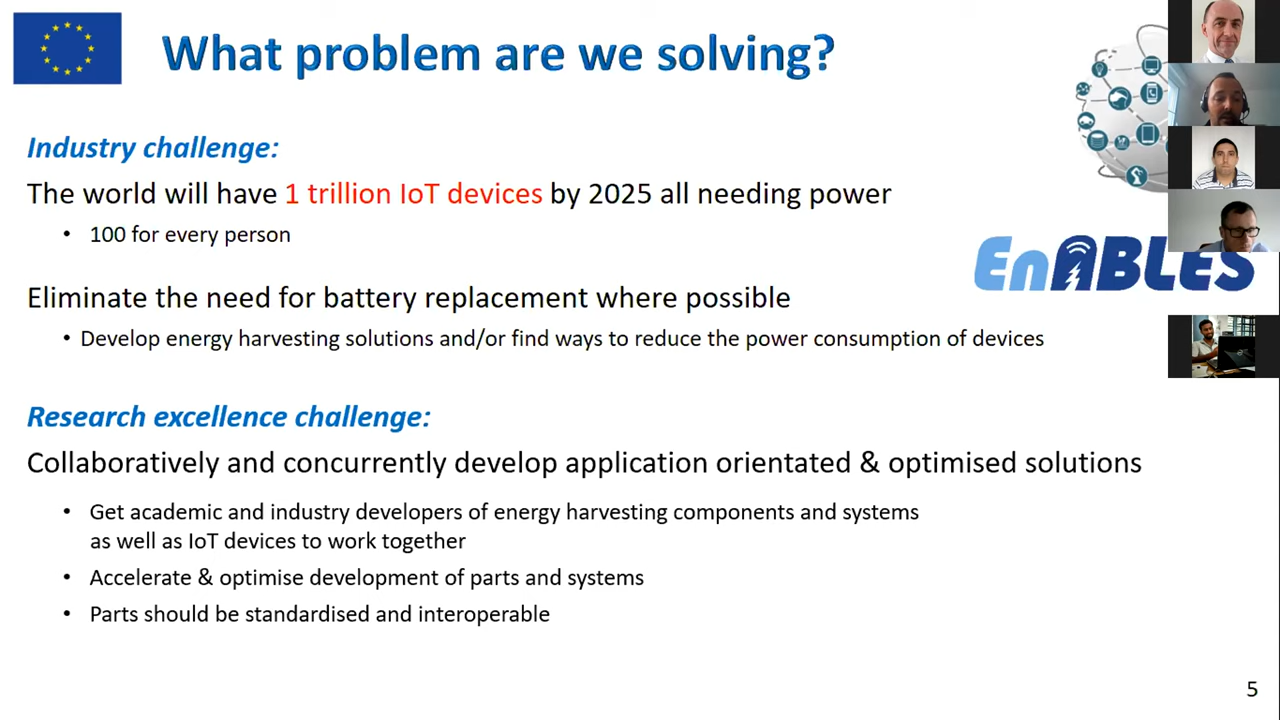 What problem are we solving?
Industry challenge:
The world will have 1 trillion IoT devices by 2025 all needing power
• 100 for every person
EnABLES
Eliminate the need for battery replacement where possible
• Develop energy harvesting solutions and/or find ways to reduce the power consumption of devices
Research excellence challenge:
Collaboratively and concurrently develop application orientated & optimised solutions
• Get academic and industry developers of energy harvesting components and systems
as well as IoT devices to work together
• Accelerate & optimise development of parts and systems
• Parts should be standardised and interoperable
5